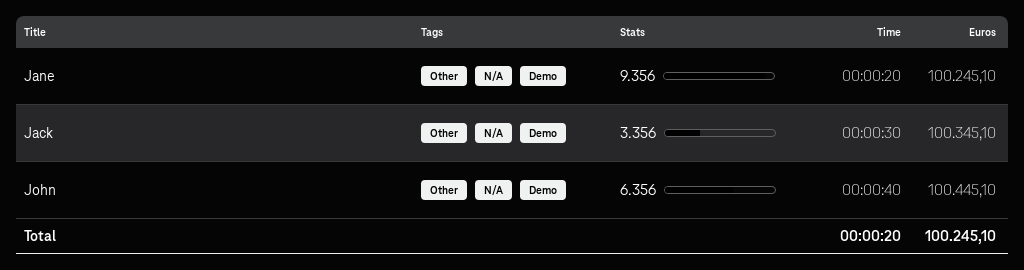 Title Tags Stats Time Euros
Jane Other N/A Demo 9.356 00:00:20 100.245,10
Jack Other N/A Demo 3.356 00:00:30 100.345,10
John Other N/A Demo 6.356 00:00:40 100.445,10
Total 00:00:20 100.245,10